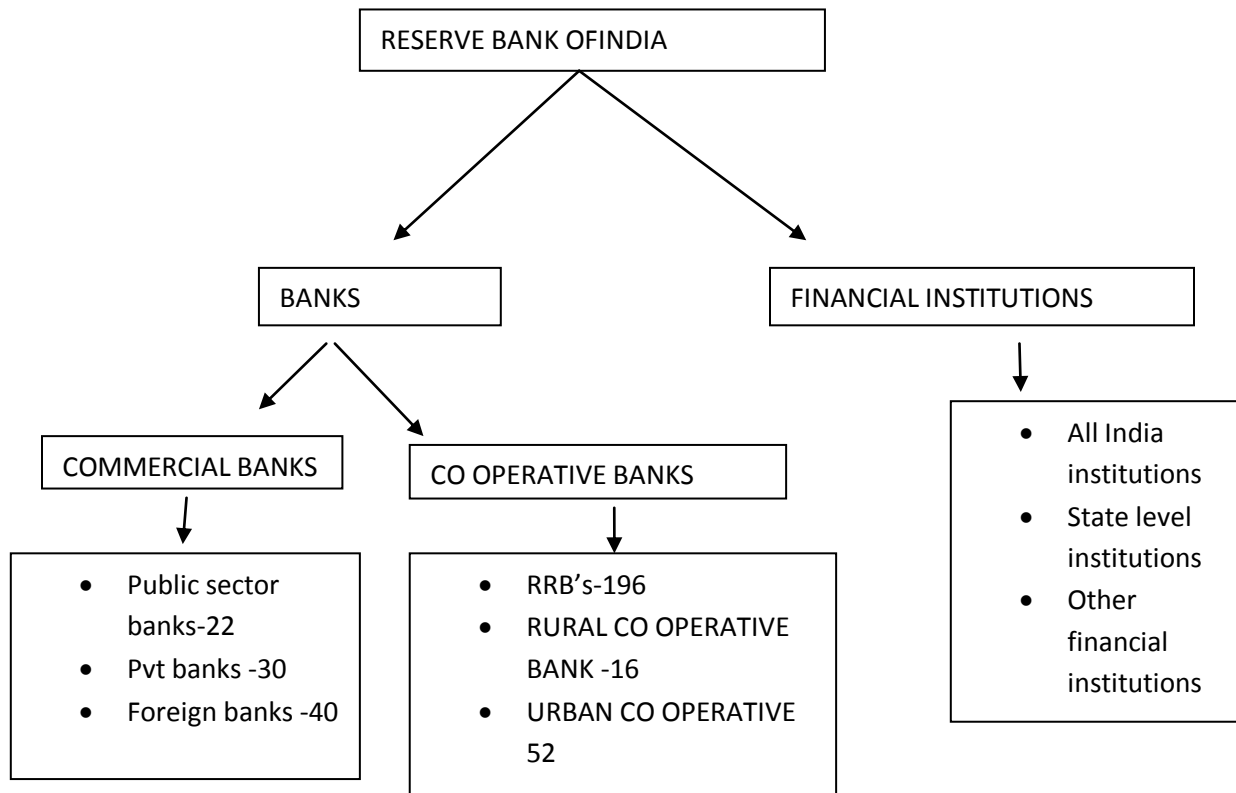 RESERVE BANK OFINDIA
BANKS
FINANCIAL INSTITUTIONS
COMMERCIAL BANKS
CO OPERATIVE BANKS
• Public sector
banks-22
• Pvt banks -30
• Foreign banks -40
• RRB’s-196
• RURAL CO OPERATIVE
BANK -16
• URBAN CO OPERATIVE
52
• All India
institutions
• State level
institutions
• Other
financial
institutions